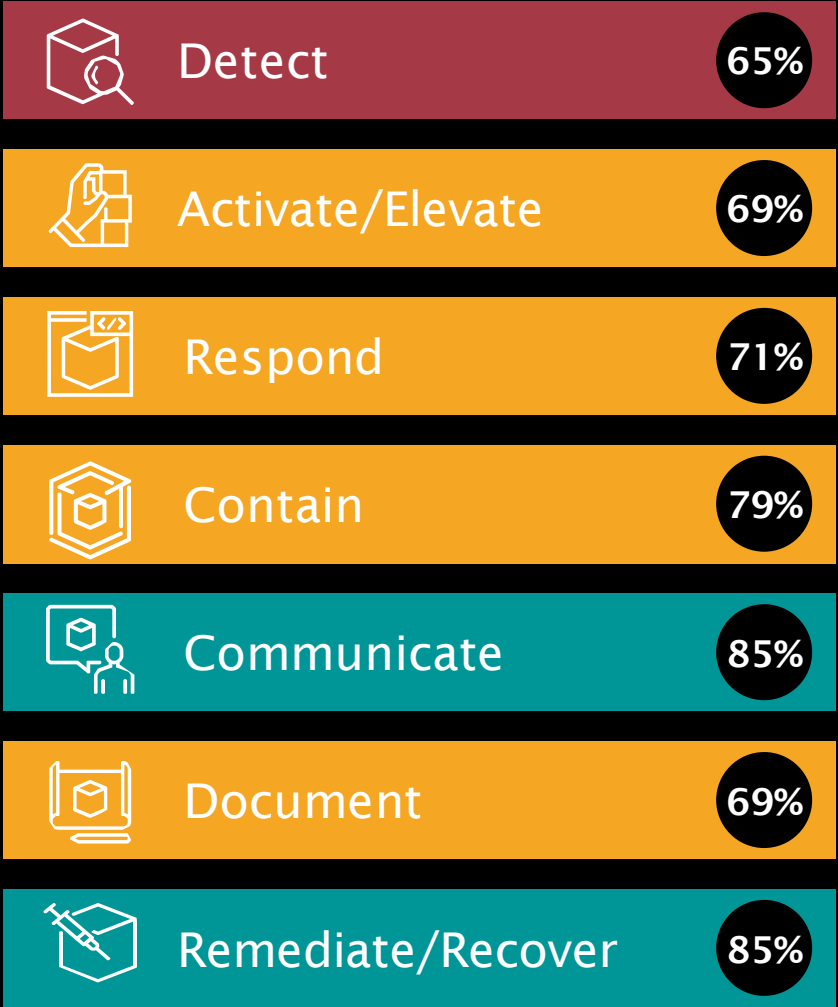 Detect 65%
Activate/Elevate 69%
</> 
Respond 71%
Contain 79%
Communicate 85%
Document 69%
Remediate/Recover 85%